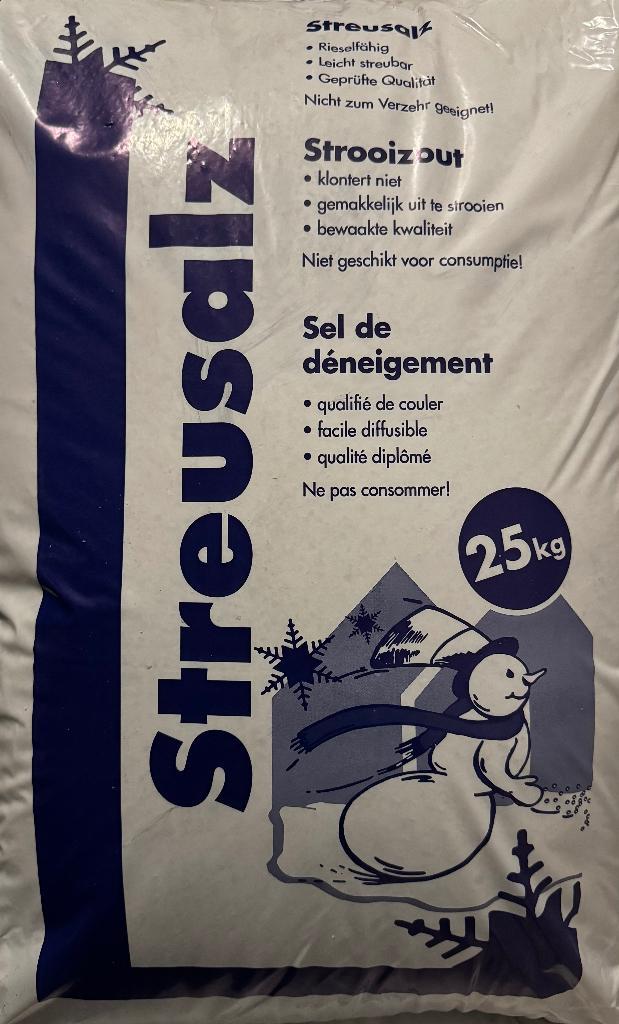 Streusalz
Streusalz
• Rieselfähig
• Leicht streubar
• Geprüfte Qualität
Nicht zum Verzehr geeignet!
Strooizout
• klontert niet
• gemakkelijk uit te strooien
• bewaakte kwaliteit
Niet geschikt voor consumptie!
Sel de
déneigement
• qualifié de couler
• facile diffusible
• qualité diplômé
Ne pas consommer!
25kg